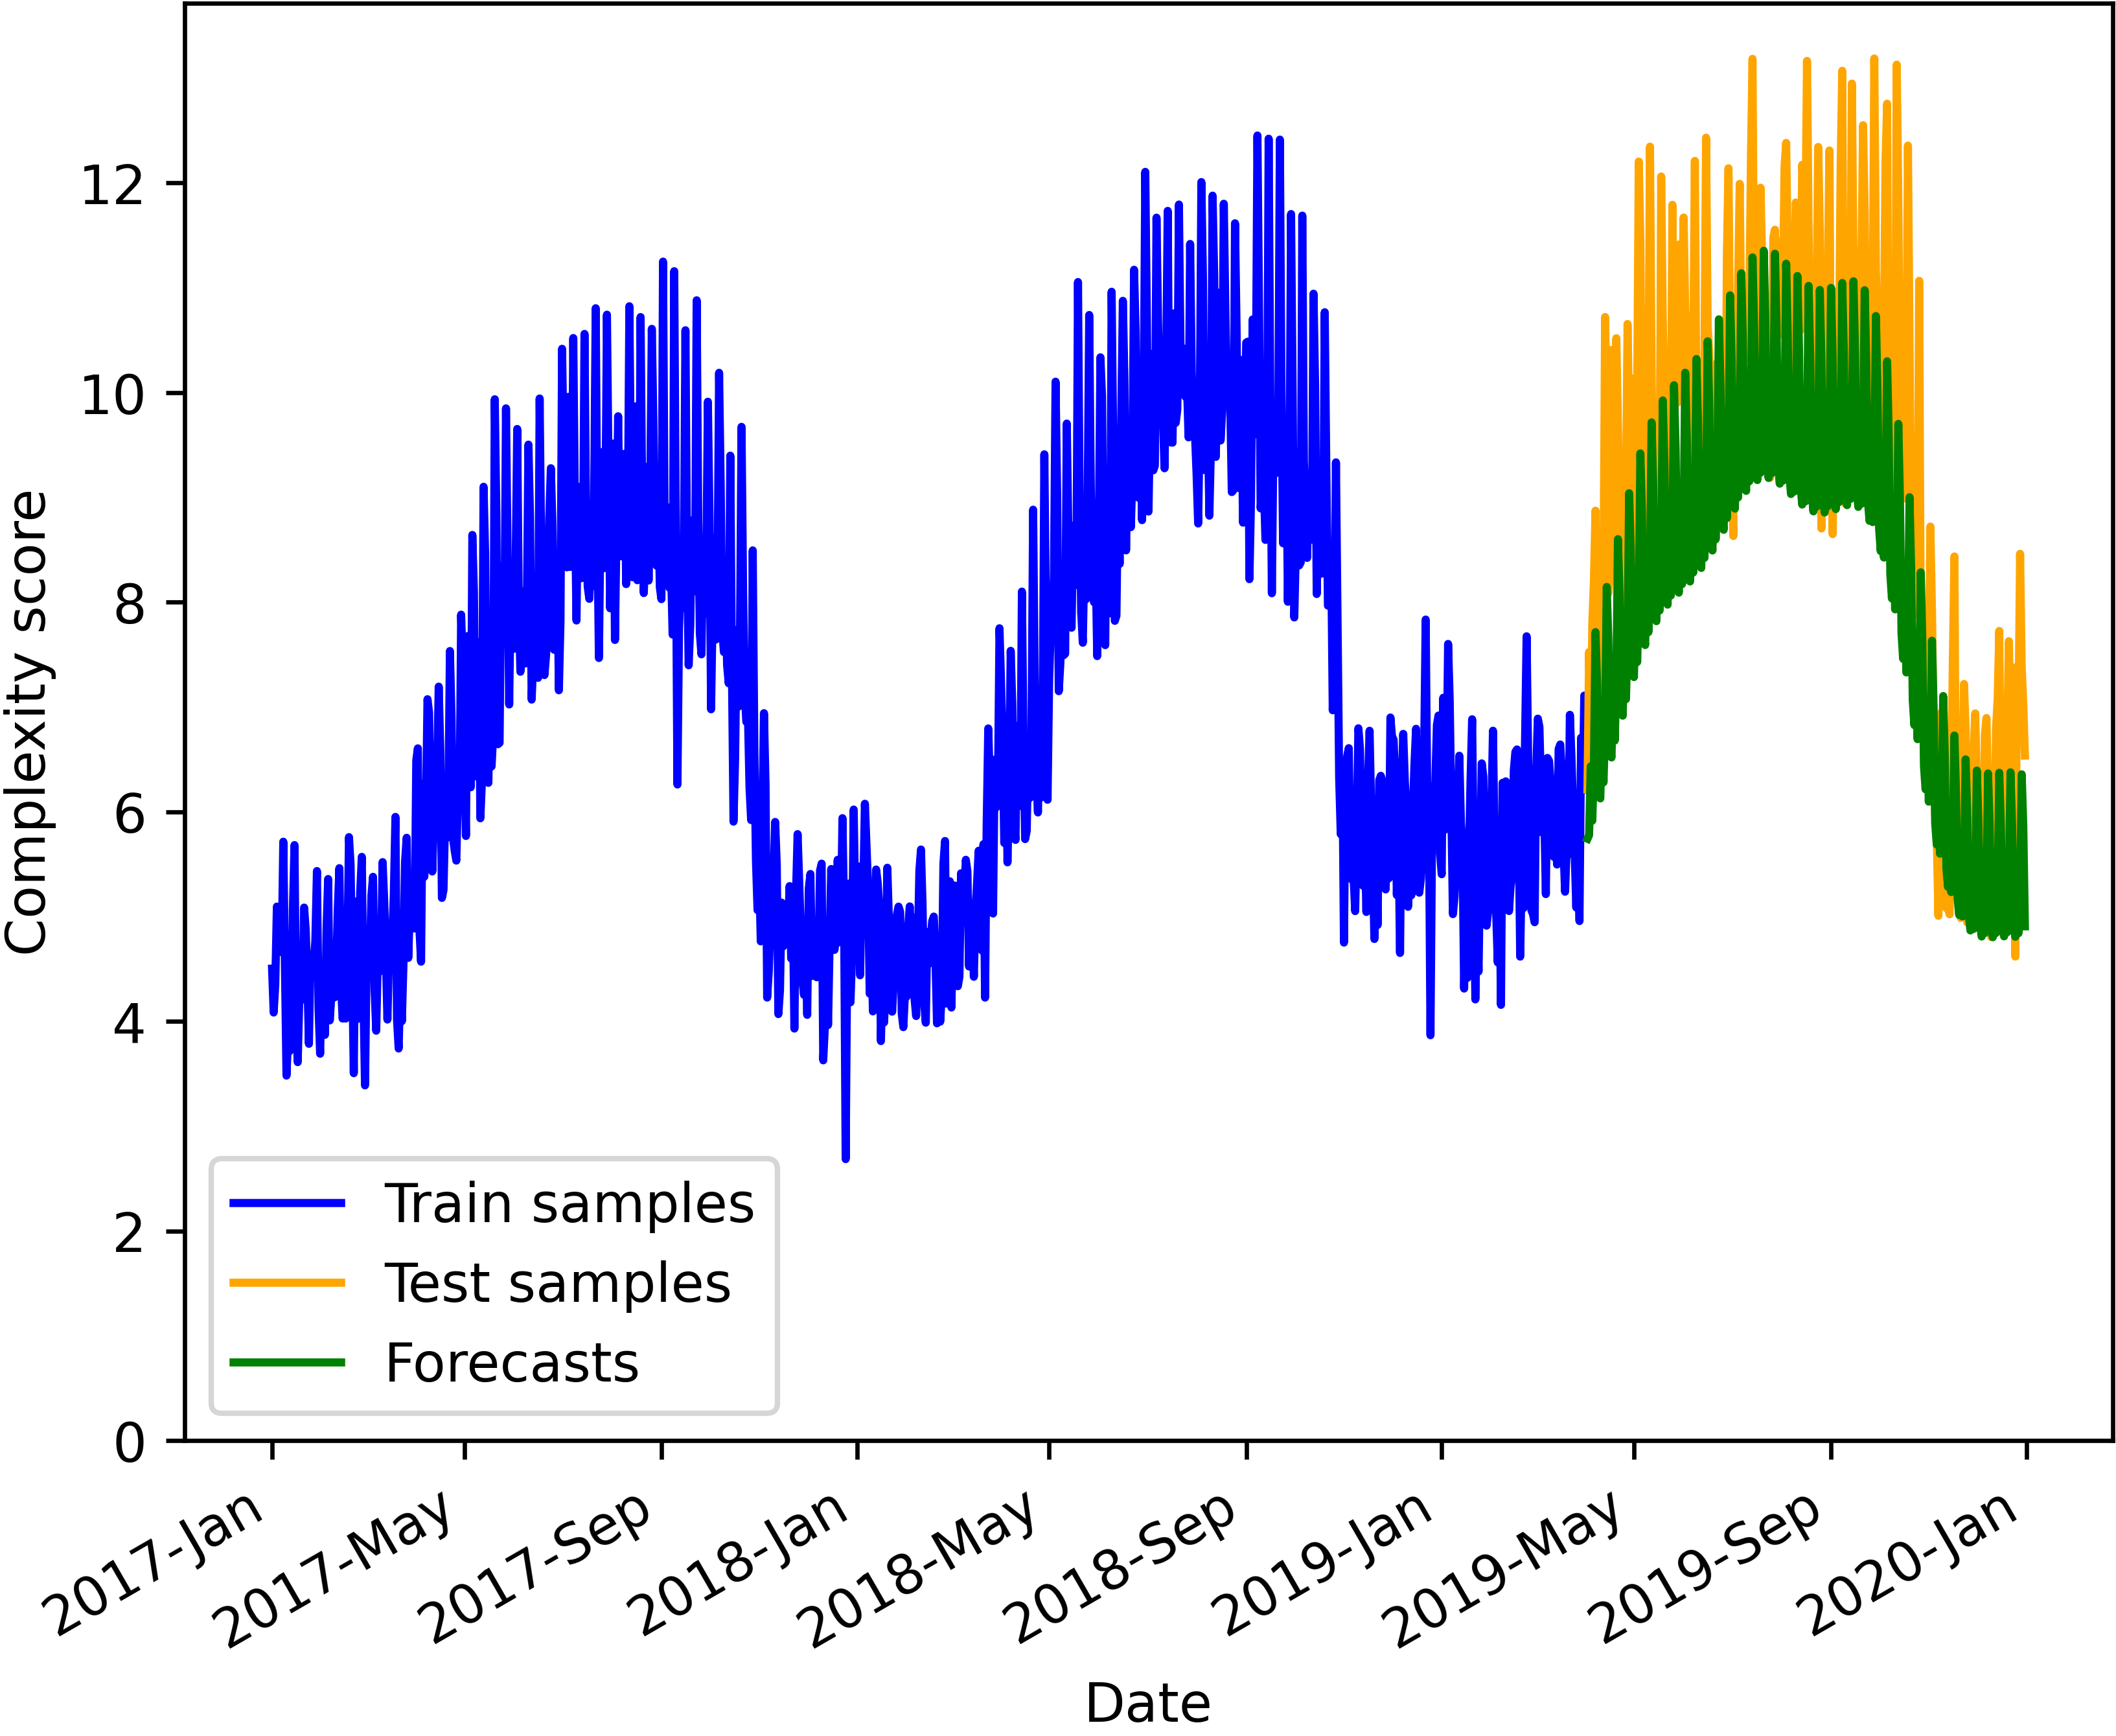 Complexity score
12
10
8
6
4
2
0
Train samples
Test samples
Forecasts
2017-Jan
2017-May
2017-Sep
2018-Jan
2018-May
2018-Sep
2019-Jan
2019-May
2019-Sep
2020-Jan
Date